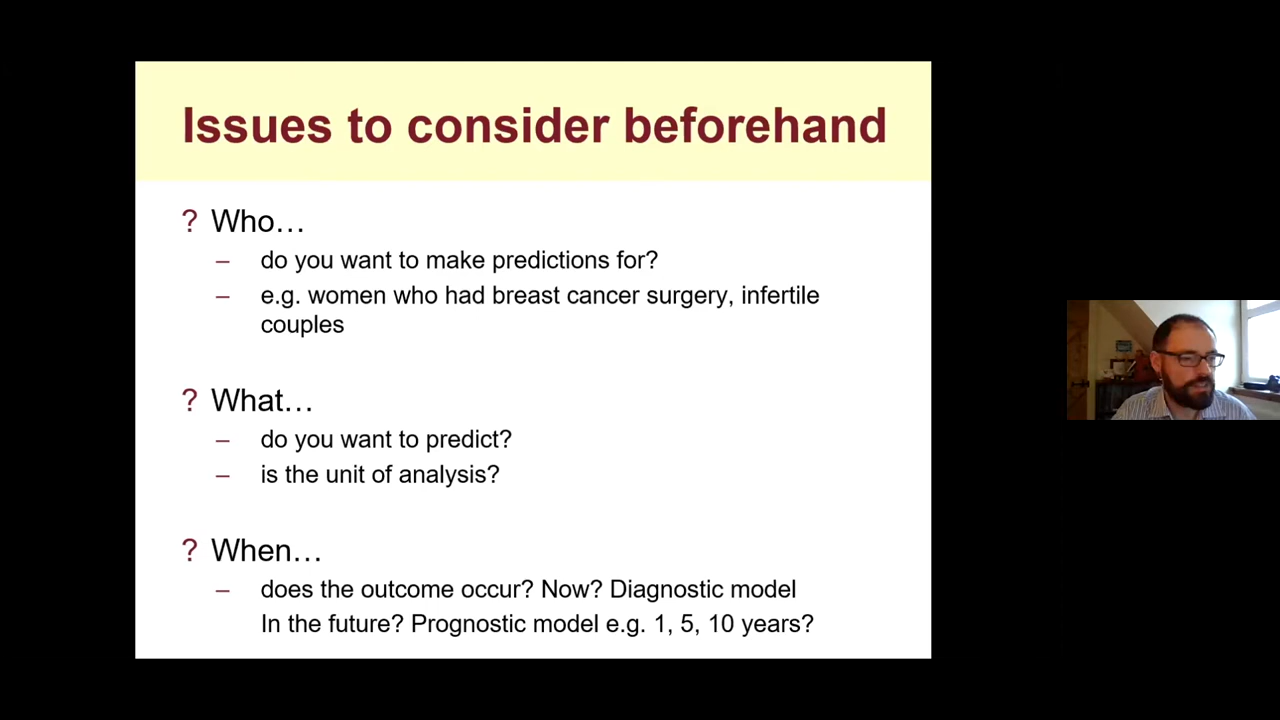 Issues to consider beforehand
? Who…
– do you want to make predictions for?
– e.g. women who had breast cancer surgery, infertile
couples
? What…
– do you want to predict?
– is the unit of analysis?
? When…
– does the outcome occur? Now? Diagnostic model
In the future? Prognostic model e.g. 1, 5, 10 years?